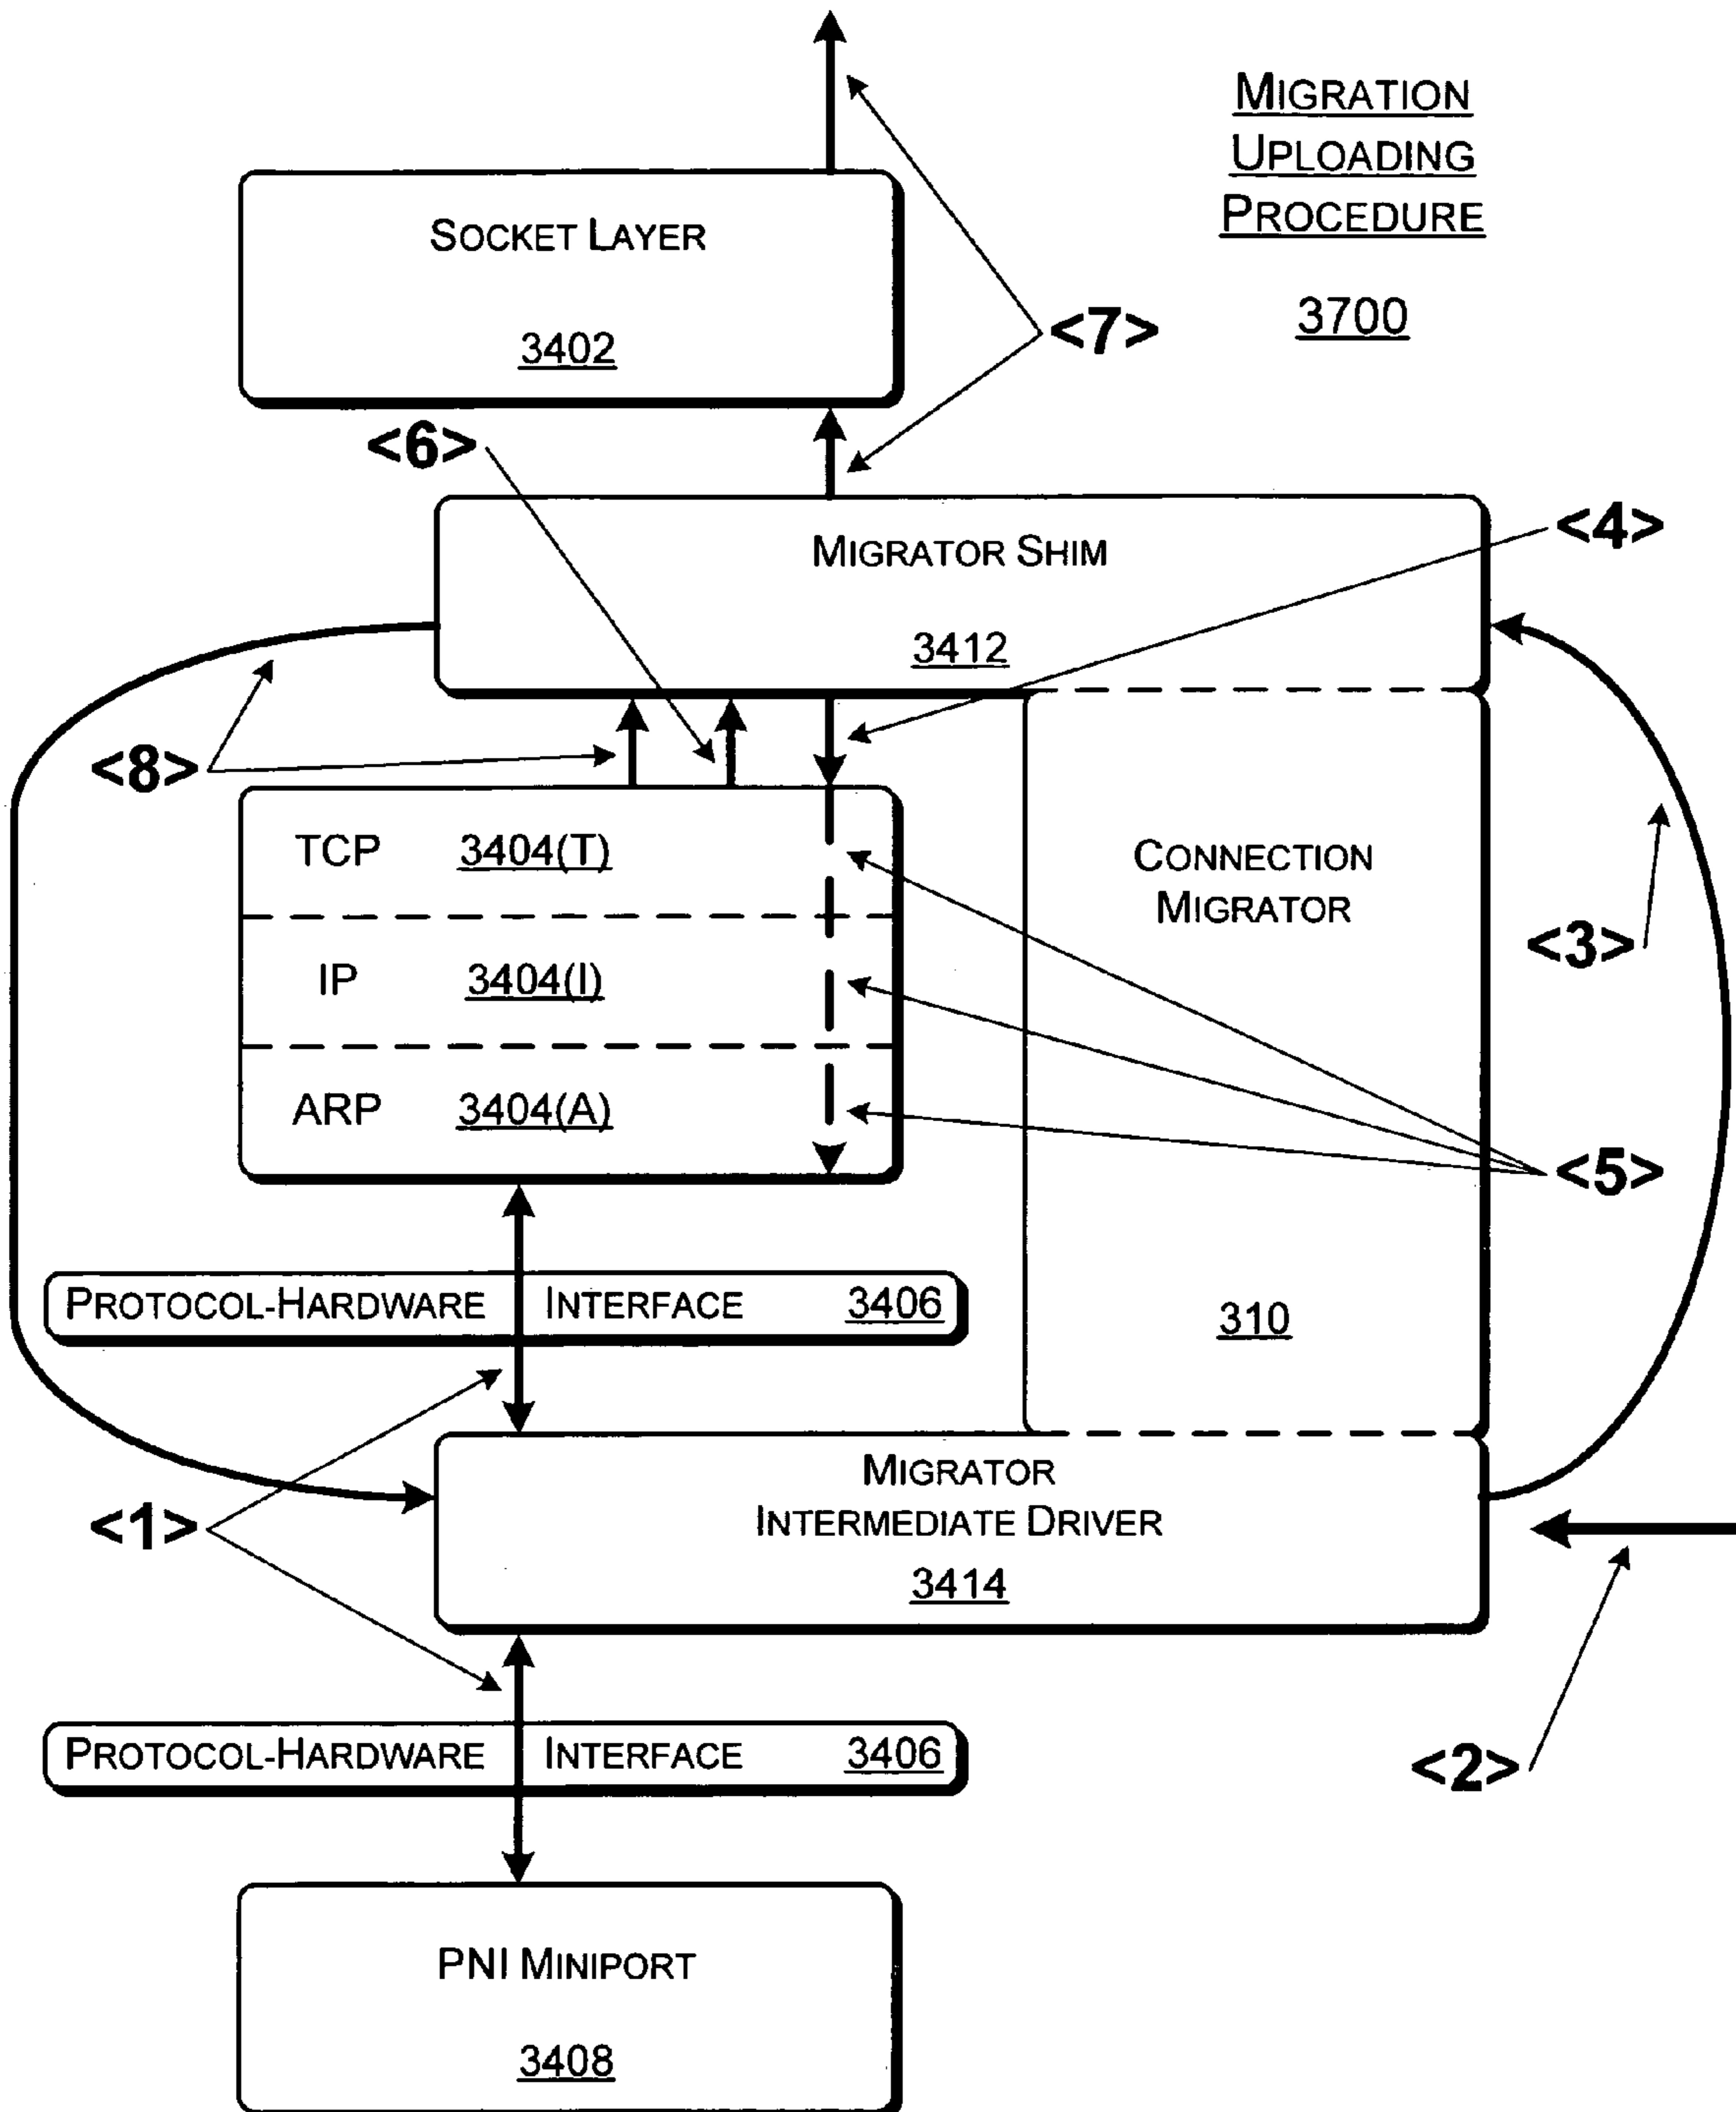 MIGRATION
UPLOADING
PROCEDURE
3700
SOCKET LAYER
3402
<7>
<6>
<4>
MIGRATOR SHIM
3412
<8>
TCP 3404(T)
IP 3404(I)
ARP 3404(A)
CONNECTION
MIGRATOR
310
<3>
<5>
PROTOCOL-HARDWARE INTERFACE 3406
<1>
MIGRATOR
INTERMEDIATE DRIVER
3414
<2>
PROTOCOL-HARDWARE INTERFACE 3406
PNI MINIPORT
3408